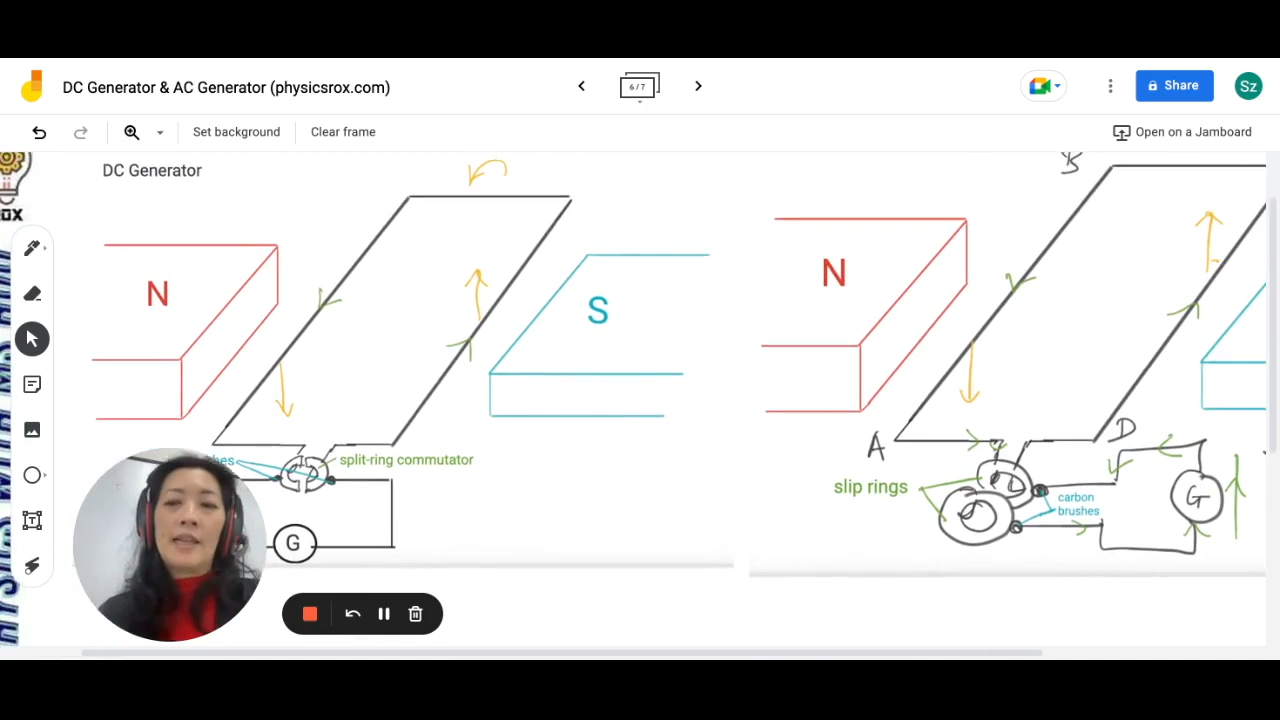 DC Generator & AC Generator (physicsrox.com)
6 / 7
Share
Sz
Set background
Clear frame
Open on a Jamboard
DC Generator
B
N
S
N
A
D
split-ring commutator
slip rings
carbon
brushes
G
G